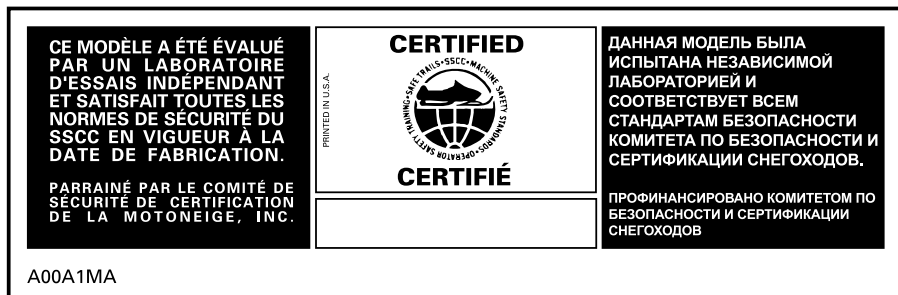 CE MODÈLE A ÉTÉ ÉVALUÉ
PAR UN LABORATOIRE
D'ESSAIS INDÉPENDANT
ET SATISFAIT TOUTES LES
NORMES DE SÉCURITÉ DU
SSCC EN VIGUEUR À LA
DATE DE FABRICATION.
PARRAINÉ PAR LE COMITÉ DE
SÉCURITÉ DE CERTIFICATION
DE LA MOTONEIGE, INC.
PRINTED IN U.S.A.
CERTIFIED
SAFE TRAILS•SSCC•MACHINE SAFETY STANDARDS•OPERATOR SAFETY TRAINING•
CERTIFIÉ
ДАННАЯ МОДЕЛЬ БЫЛА
ИСПЫТАНА НЕЗАВИСИМОЙ
ЛАБОРАТОРИЕЙ И
СООТВЕТСТВУЕТ ВСЕМ
СТАНДАРТАМ БЕЗОПАСНОСТИ
КОМИТЕТА ПО БЕЗОПАСНОСТИ И
СЕРТИФИКАЦИИ СНЕГОХОДОВ.
ПРОФИНАНСИРОВАНО КОМИТЕТОМ ПО
БЕЗОПАСНОСТИ И СЕРТИФИКАЦИИ
СНЕГОХОДОВ
A00A1MA